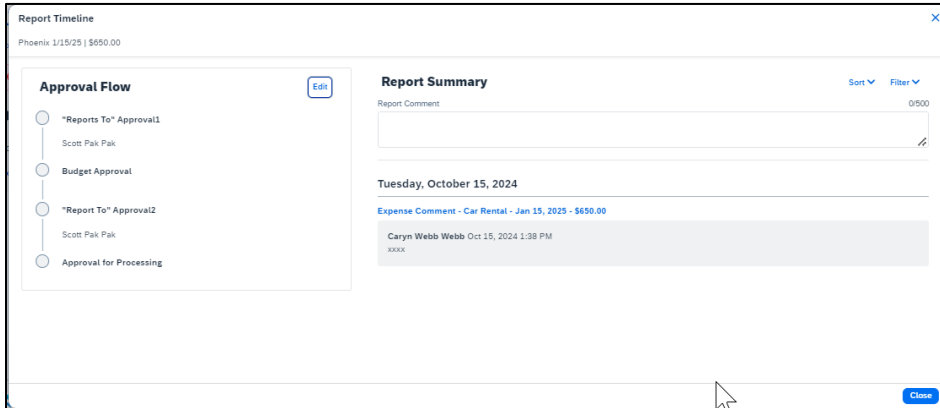 Report Timeline
Phoenix 1/15/25 | $650.00
Approval Flow
Edit
"Reports To" Approval1
Scott Pak Pak
Budget Approval
"Report To" Approval2
Scott Pak Pak
Approval for Processing
Report Summary
Sort
Filter
Report Comment
0/500
Tuesday, October 15, 2024
Expense Comment - Car Rental - Jan 15, 2025 - $650.00
Caryn Webb Webb Oct 15, 2024 1:38 PM
xxxx
Close